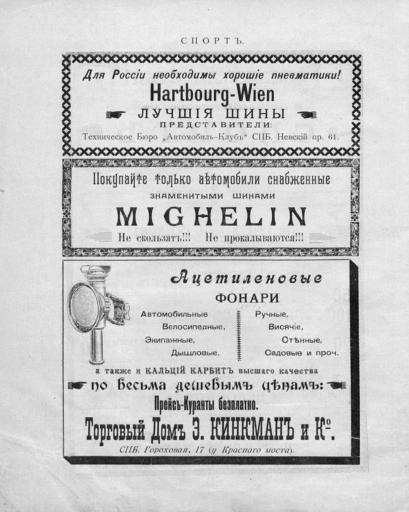 СПОРТЪ.
Для Россіи необходимы хорошіе пневматики!
Hartbourg-Wien
ЛУЧШІЯ ШИНЫ
ПРЕДСТАВИТЕЛИ:
Техническое Бюро „Автомобиль-Клубъ" СПБ. Невскій пр. 61.
Покупайте только автомобили снабженные
ЗНАМЕНИТЫМИ ШИНАМИ
MIGHELIN
Не скользятъ!!! Не прокалываются!!!
Ацетиленовые
ФОНАРИ
Автомобильные Ручные,
Велосипедные, Висячіе,
Экипажные, Стѣнные,
Дышловые, Садовые и проч.
а также и КАЛЬЦІЙ КАРБИТЪ высшаго качества
по весьма дешевымъ цѣнамъ:
Прейсъ-Куранты безплатно.
Торговый Домъ Э. КИНКМАНЪ и Ко.
СПБ. Гороховая, 17 (у Краснаго моста).